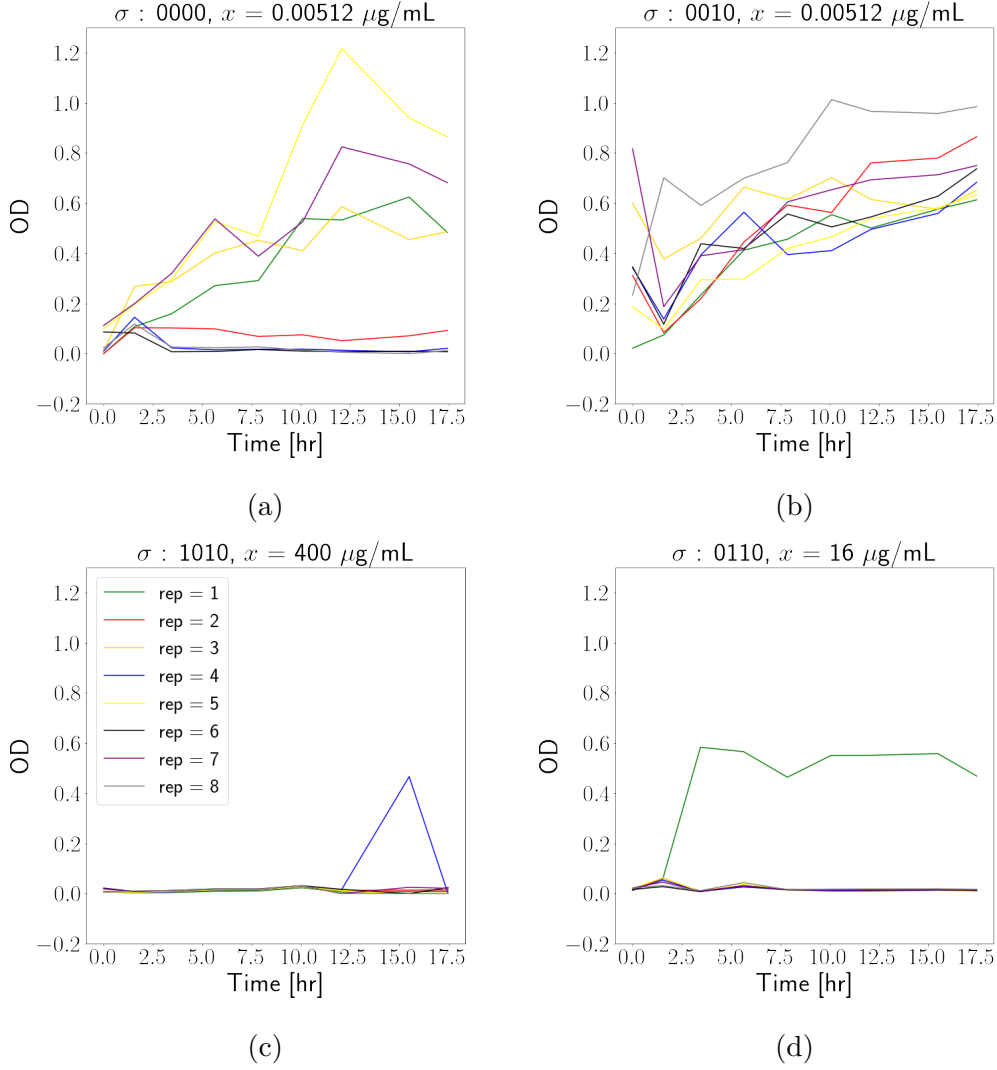 σ : 0000, x = 0.00512 μg/mL
1.2
1.0
0.8
0.6
0.4
0.2
0.0
−0.2
OD
0.0 2.5 5.0 7.5 10.0 12.5 15.0 17.5
Time [hr]
(a)
σ : 0010, x = 0.00512 μg/mL
1.2
1.0
0.8
0.6
0.4
0.2
0.0
−0.2
OD
0.0 2.5 5.0 7.5 10.0 12.5 15.0 17.5
Time [hr]
(b)
σ : 1010, x = 400 μg/mL
1.2
1.0
0.8
0.6
0.4
0.2
0.0
−0.2
OD
rep = 1
rep = 2
rep = 3
rep = 4
rep = 5
rep = 6
rep = 7
rep = 8
0.0 2.5 5.0 7.5 10.0 12.5 15.0 17.5
Time [hr]
(c)
σ : 0110, x = 16 μg/mL
1.2
1.0
0.8
0.6
0.4
0.2
0.0
−0.2
OD
0.0 2.5 5.0 7.5 10.0 12.5 15.0 17.5
Time [hr]
(d)